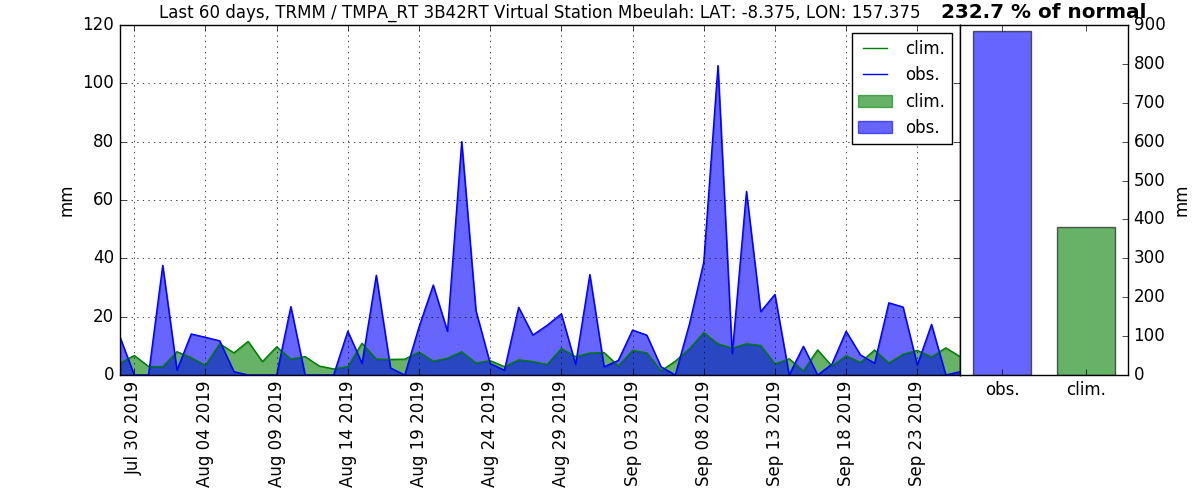 Last 60 days, TRMM / TMPA_RT 3B42RT Virtual Station Mbeulah: LAT: -8.375, LON: 157.375
232.7 % of normal
mm
120
100
80
60
40
20
0
clim.
obs.
clim.
obs.
Jul 30 2019
Aug 04 2019
Aug 09 2019
Aug 14 2019
Aug 19 2019
Aug 24 2019
Aug 29 2019
Sep 03 2019
Sep 08 2019
Sep 13 2019
Sep 18 2019
Sep 23 2019
900
800
700
600
500
400
300
200
100
0
mm
obs.
clim.